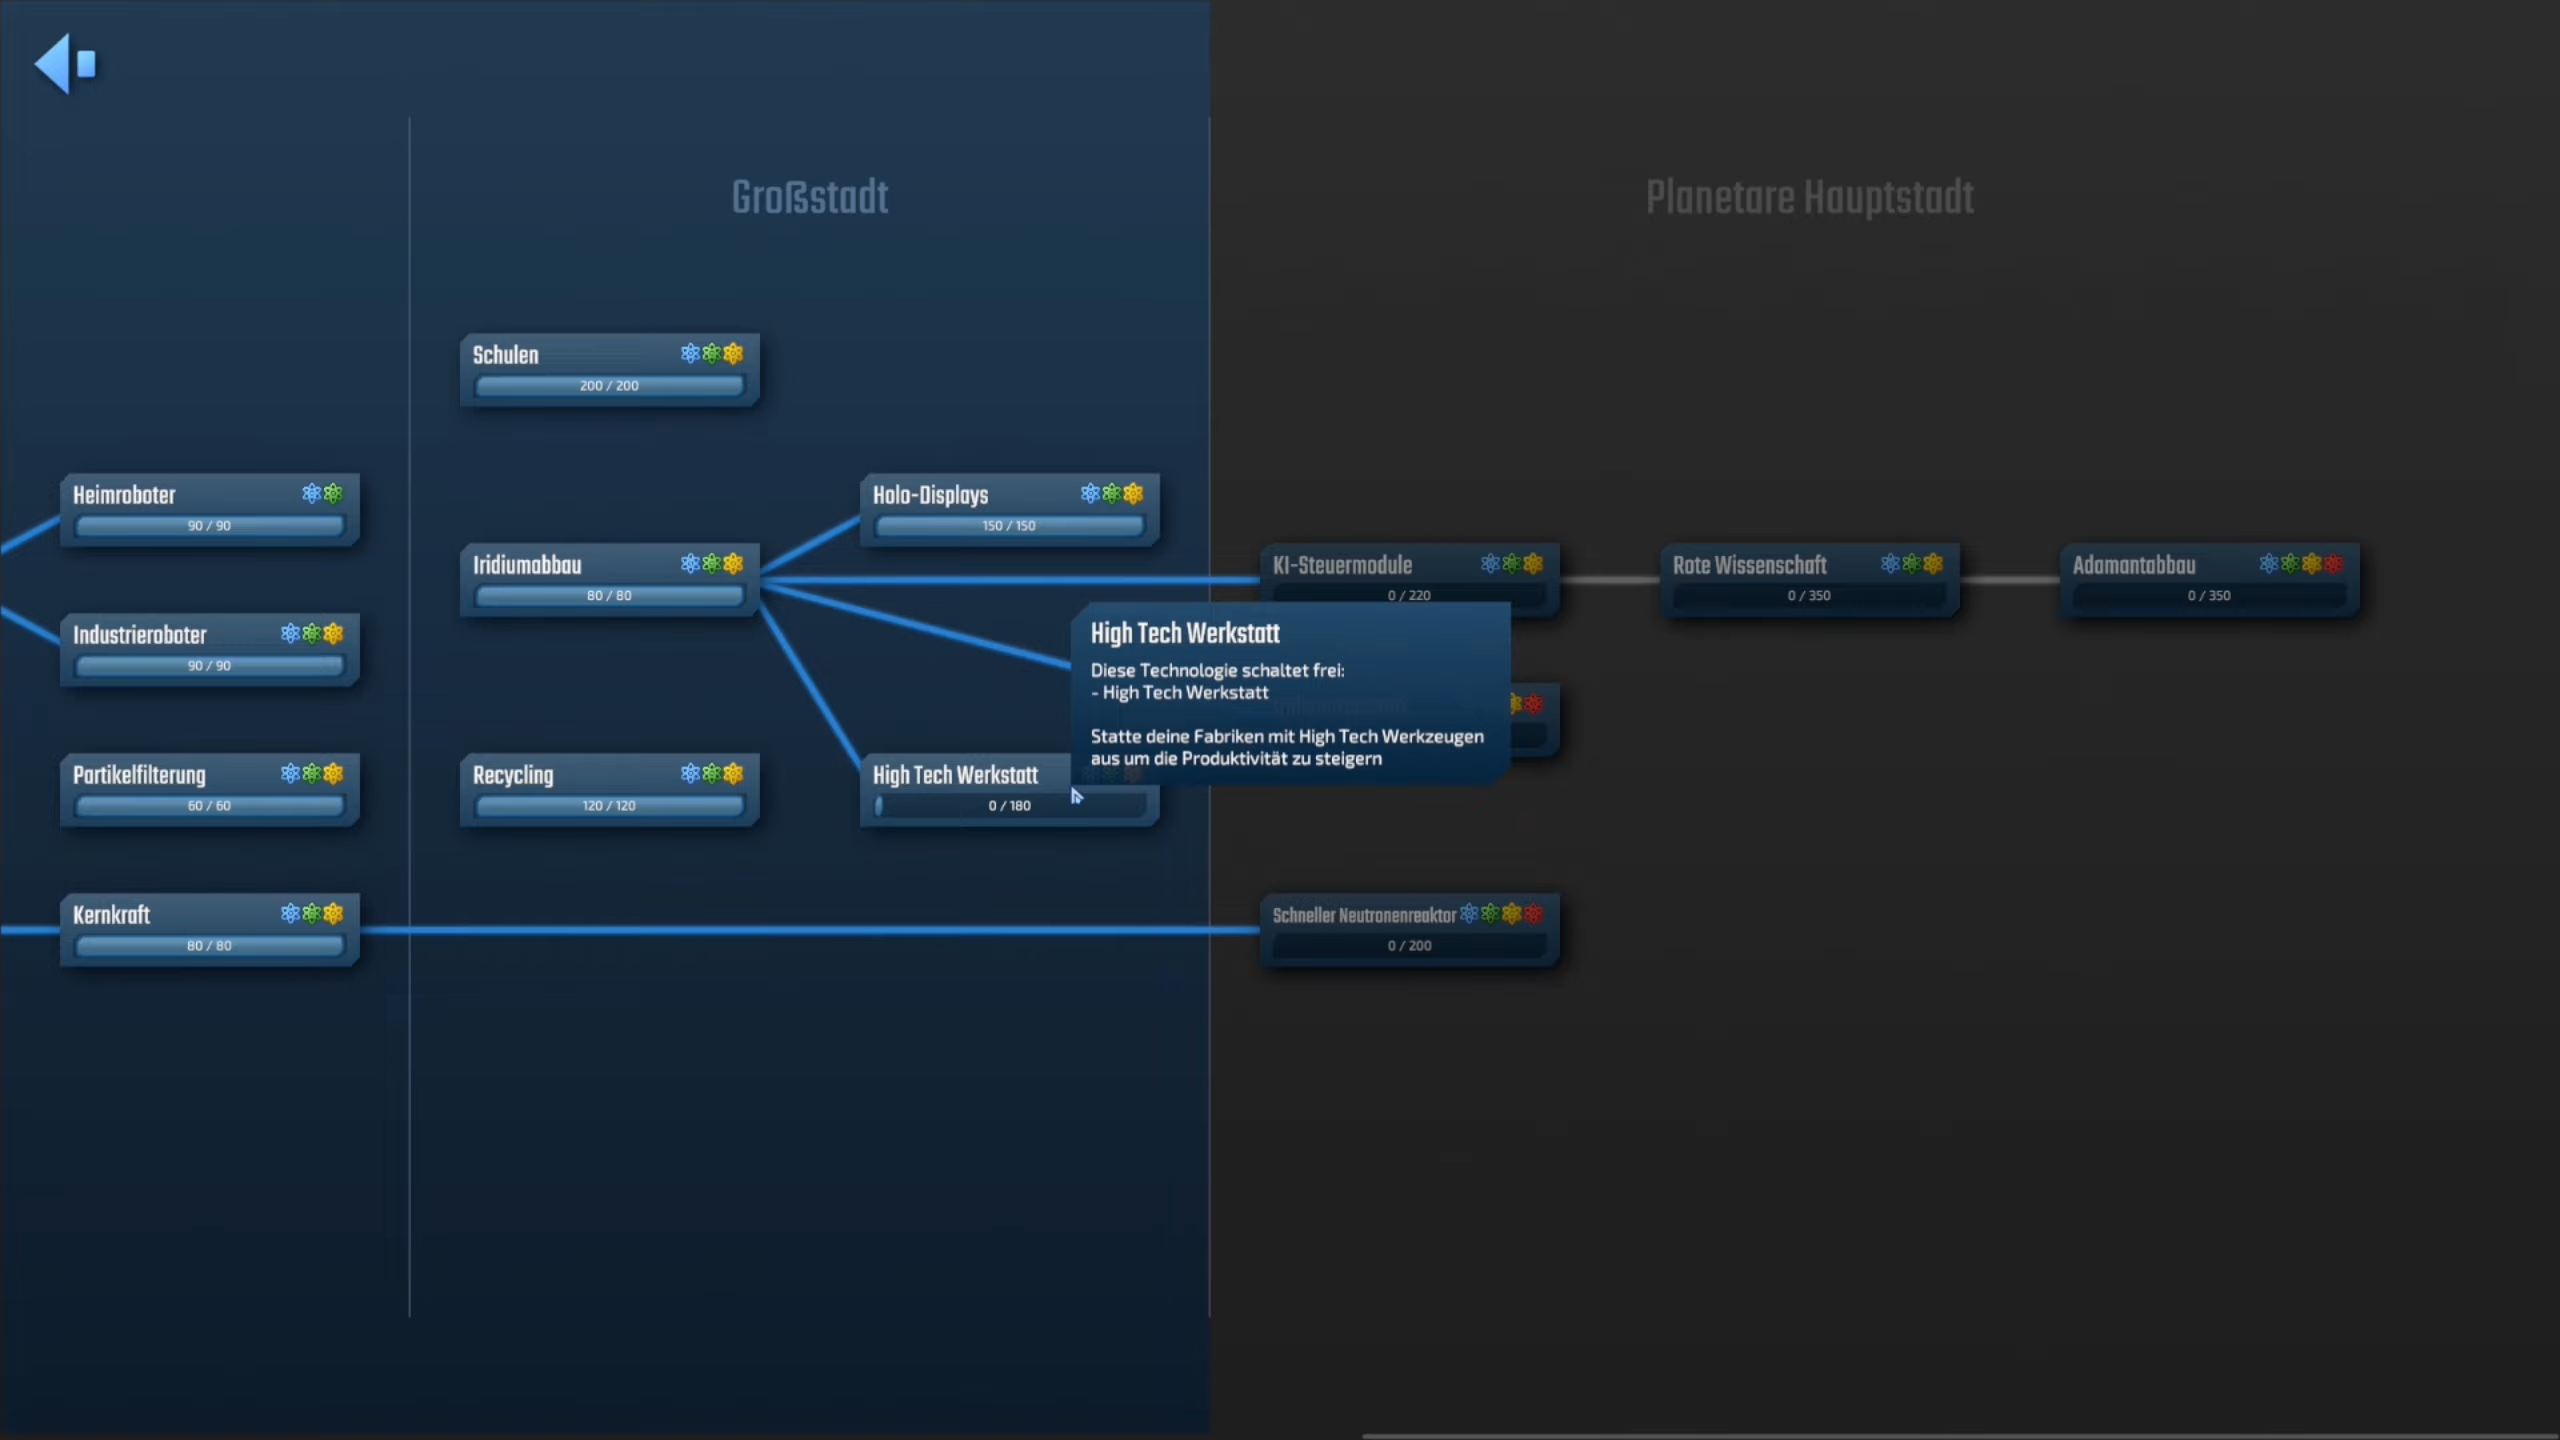 Großstadt
Planetare Hauptstadt
Schulen
200 / 200
Heimroboter
90 / 90
Holo-Displays
150 / 150
Iridiumabbau
80 / 80
KI-Steuermodule
0 / 220
Rote Wissenschaft
0 / 350
Adamantabbau
0 / 350
Industrieroboter
90 / 90
High Tech Werkstatt
Diese Technologie schaltet frei:
- High Tech Werkstatt
Statte deine Fabriken mit High Tech Werkzeugen
aus um die Produktivität zu steigern
Partikelfilterung
60 / 60
Recycling
120 / 120
High Tech Werkstatt
0 / 180
Kernkraft
80 / 80
Schneller Neutronenreaktor
0 / 200